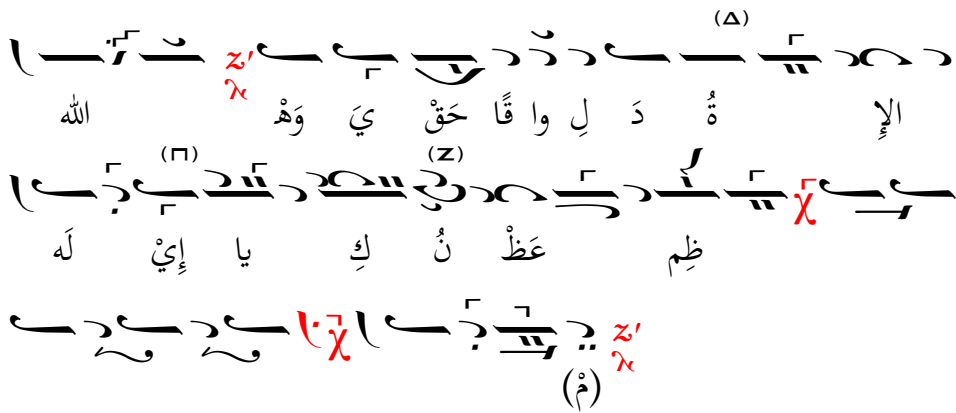 (Δ)
الله وَهْ يَ حَقْ قًا وا لِ دَ ةُ الإِ
(Π) (Ζ)
لَه إِيْ يا كِ نُ عَظْ ظِم
(مْ)